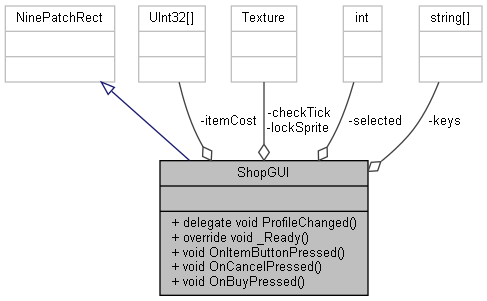 NinePatchRect
UInt32[]
Texture
int
string[]
-itemCost
-checkTick
-lockSprite
-selected
-keys
ShopGUI
+ delegate void ProfileChanged()
+ override void _Ready()
+ void OnItemButtonPressed()
+ void OnCancelPressed()
+ void OnBuyPressed()